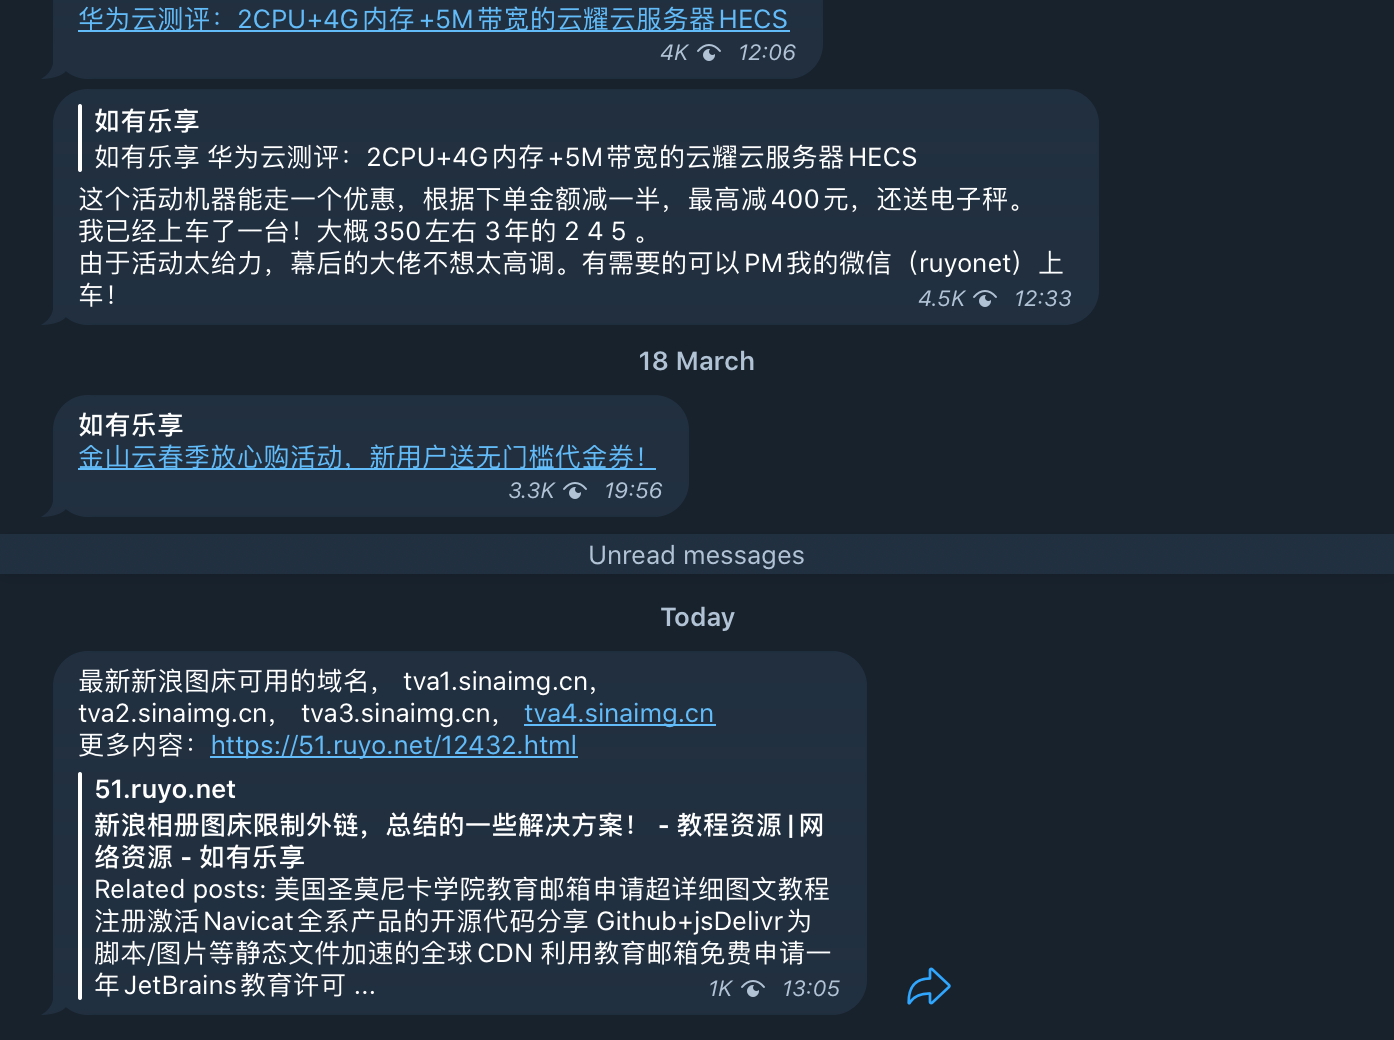 华为云测评：2CPU+4G内存+5M带宽的云耀云服务器HECS
4K 12:06
如有乐享
如有乐享 华为云测评：2CPU+4G内存+5M带宽的云耀云服务器HECS
这个活动机器能走一个优惠，根据下单金额减一半，最高减400元，还送电子秤。
我已经上车了一台！大概350左右 3年的 2 4 5 。
由于活动太给力，幕后的大佬不想太高调。有需要的可以PM我的微信（ruyonet）上
车！
4.5K 12:33
18 March
如有乐享
金山云春季放心购活动，新用户送无门槛代金券！
3.3K 19:56
Unread messages
Today
最新新浪图床可用的域名， tva1.sinaimg.cn，
tva2.sinaimg.cn， tva3.sinaimg.cn， tva4.sinaimg.cn
更多内容：https://51.ruyo.net/12432.html
51.ruyo.net
新浪相册图床限制外链，总结的一些解决方案！ - 教程资源|网
络资源 - 如有乐享
Related posts: 美国圣莫尼卡学院教育邮箱申请超详细图文教程
注册激活Navicat全系产品的开源代码分享 Github+jsDelivr为
脚本/图片等静态文件加速的全球CDN 利用教育邮箱免费申请一
年JetBrains教育许可 ...
1K 13:05